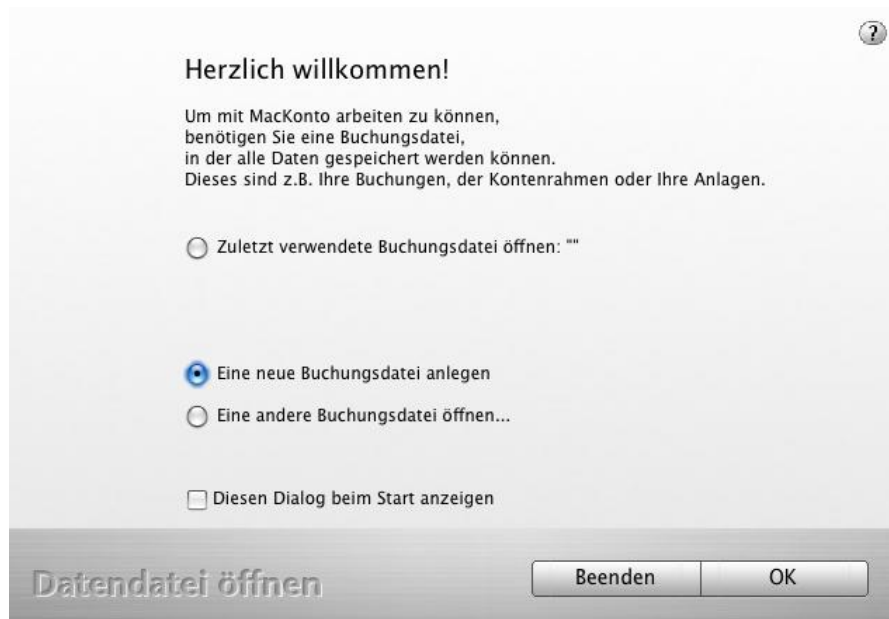 ?
Herzlich willkommen!
Um mit MacKonto arbeiten zu können,
benötigen Sie eine Buchungsdatei,
in der alle Daten gespeichert werden können.
Dieses sind z.B. Ihre Buchungen, der Kontenrahmen oder Ihre Anlagen.
Zuletzt verwendete Buchungsdatei öffnen: ""
Eine neue Buchungsdatei anlegen
Eine andere Buchungsdatei öffnen...
Diesen Dialog beim Start anzeigen
Datendatei öffnen
Beenden
OK